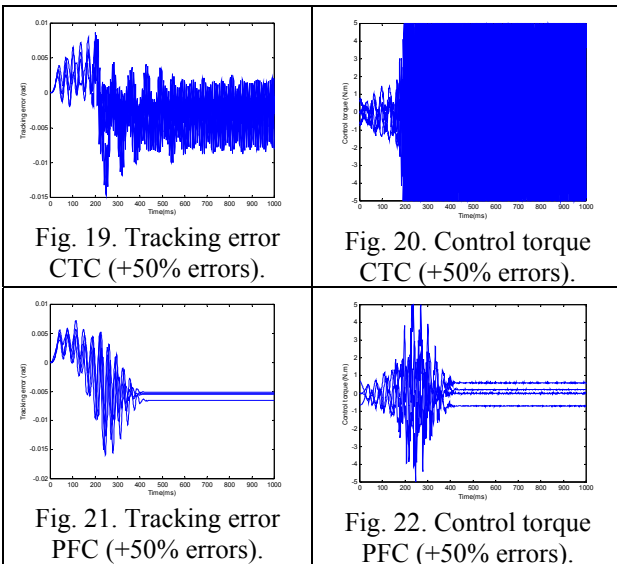 0.01
0.005
0
-0.005
-0.01
-0.015
Tracking error (rad)
0 100 200 300 400 500 600 700 800 900 1000
Time(ms)
Fig. 19. Tracking error
CTC (+50% errors).
5
4
3
2
1
0
-1
-2
-3
-4
-5
Control torque (N/m)
0 100 200 300 400 500 600 700 800 900 1000
Time(ms)
Fig. 20. Control torque
CTC (+50% errors).
0.01
0.005
0
-0.005
-0.01
-0.015
-0.02
Tracking error (rad)
0 100 200 300 400 500 600 700 800 900 1000
Time(ms)
Fig. 21. Tracking error
PFC (+50% errors).
5
4
3
2
1
0
-1
-2
-3
-4
-5
Control torque (N/m)
0 100 200 300 400 500 600 700 800 900 1000
Time(ms)
Fig. 22. Control torque
PFC (+50% errors).